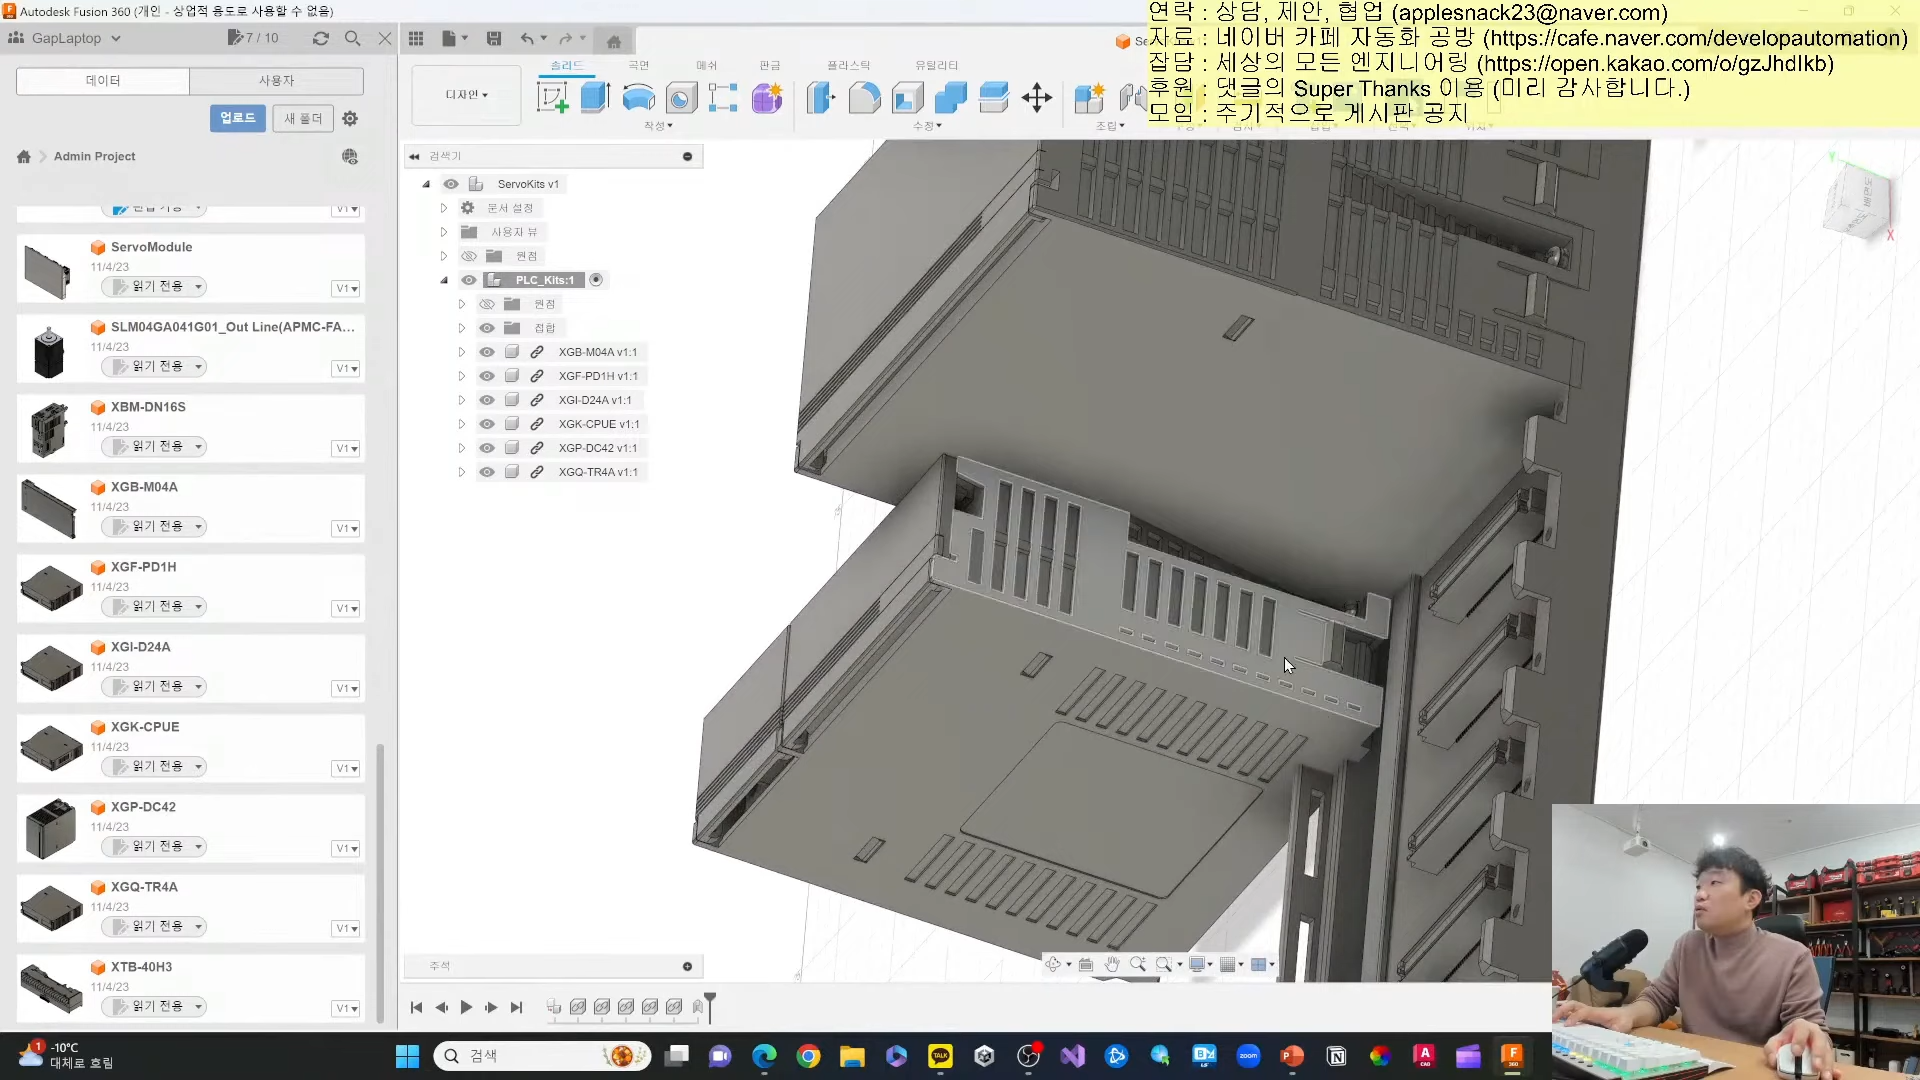 Autodesk Fusion 360 (개인 - 상업적 용도로 사용할 수 없음)
연락 : 상담, 제안, 협업 (applesnack23@naver.com)
자료 : 네이버 카페 자동화 공방 (https://cafe.naver.com/developautomation)
잡담 : 세상의 모든 엔지니어링 (https://open.kakao.com/o/gzJhdIkb)
후원 : 댓글의 Super Thanks 이용 (미리 감사합니다.)
모임 : 주기적으로 게시판 공지
GapLaptop
7 / 10
솔리드
곡면
메쉬
판금
플라스틱
유틸리티
데이터
사용자
디자인
업로드
새 폴더
작성
수정
조립
Admin Project
검색기
ServoKits v1
문서 설정
사용자 뷰
원점
PLC_Kits:1
원점
접합
XGB-M04A v1:1
XGF-PD1H v1:1
XGI-D24A v1:1
XGK-CPUE v1:1
XGP-DC42 v1:1
XGQ-TR4A v1:1
V1
ServoModule
11/4/23
읽기 전용
V1
SLM04GA041G01_Out Line(APMC-FA...
11/4/23
읽기 전용
V1
XBM-DN16S
11/4/23
읽기 전용
V1
XGB-M04A
11/4/23
읽기 전용
V1
XGF-PD1H
11/4/23
읽기 전용
V1
XGI-D24A
11/4/23
읽기 전용
V1
XGK-CPUE
11/4/23
읽기 전용
V1
XGP-DC42
11/4/23
읽기 전용
V1
XGQ-TR4A
11/4/23
읽기 전용
V1
XTB-40H3
11/4/23
읽기 전용
V1
주석
X
Y
1
-10°C
대체로 흐림
검색
TALK
zoom